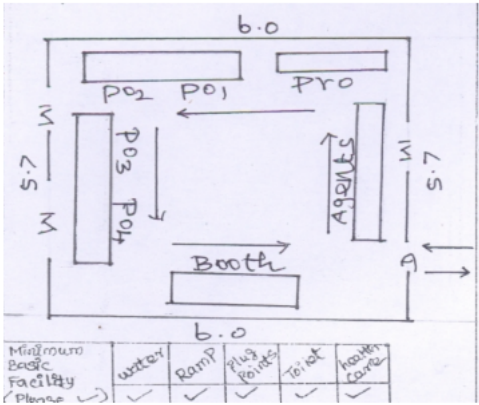 6.0
PO2 PO1 PRO
M
7.5
M
PO3
PO4
Agents
M
7.5
D
Booth
6.0
Minimum Basic Facility (Please ✓)
water
Ramp
Plug Points
Toilet
✓ ✓ ✓ ✓ ✓